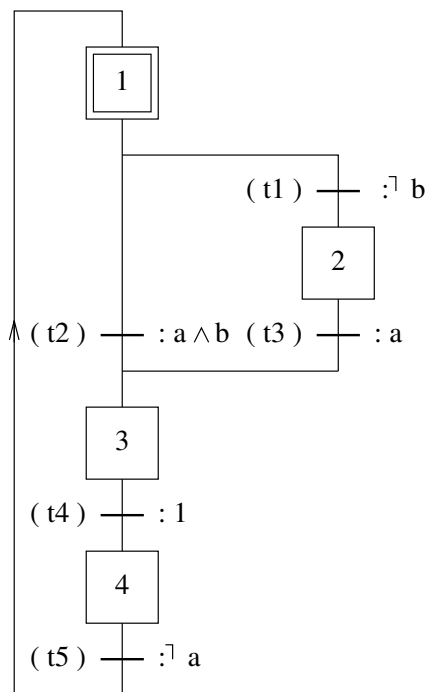 1
( t1 ) : ⌝ b
2
( t2 ) : a ∧ b ( t3 ) : a
3
( t4 ) : 1
4
( t5 ) : ⌝ a